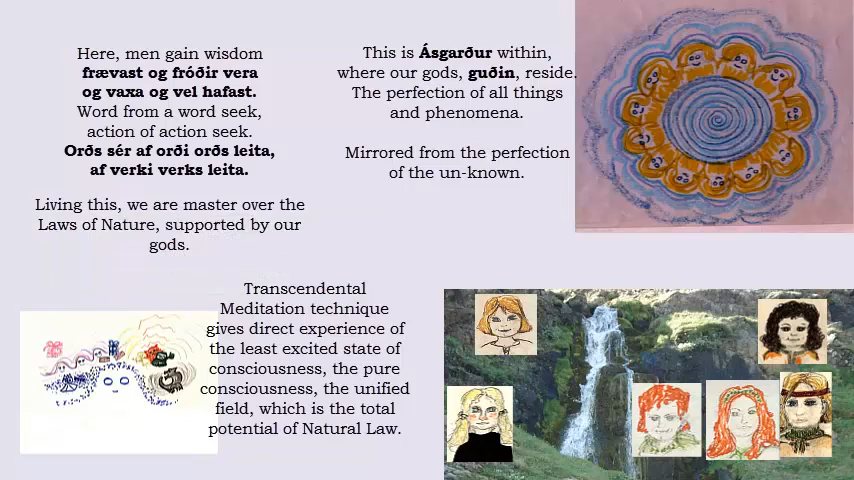 Here, men gain wisdom
frævast og fróðir vera
og vaxa og vel hafast.
Word from a word seek,
action of action seek.
Orðs sér af orði orðs leita,
af verki verks leita.
Living this, we are master over the
Laws of Nature, supported by our
gods.
This is Ásgarður within,
where our gods, guðin, reside.
The perfection of all things
and phenomena.
Mirrored from the perfection
of the un-known.
Transcendental
Meditation technique
gives direct experience of
the least excited state of
consciousness, the pure
consciousness, the unified
field, which is the total
potential of Natural Law.